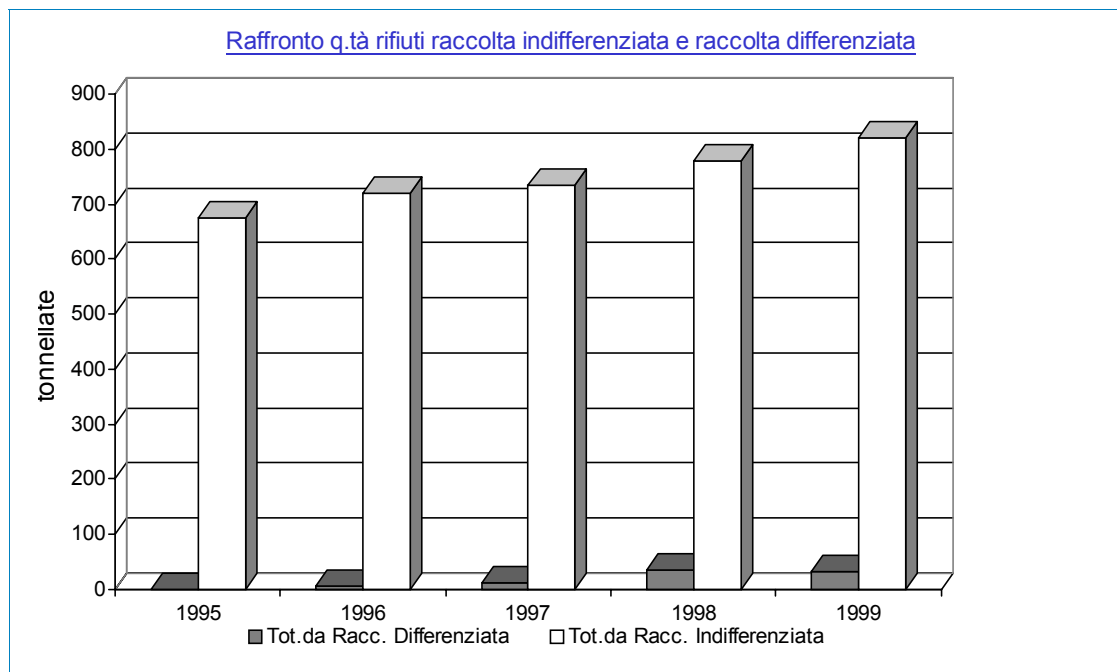 Raffronto q.tà rifiuti raccolta indifferenziata e raccolta differenziata
900
800
700
600
500
400
300
200
100
0
tonnellate
1995 1996 1997 1998 1999
Tot.da Racc. Differenziata Tot.da Racc. Indifferenziata